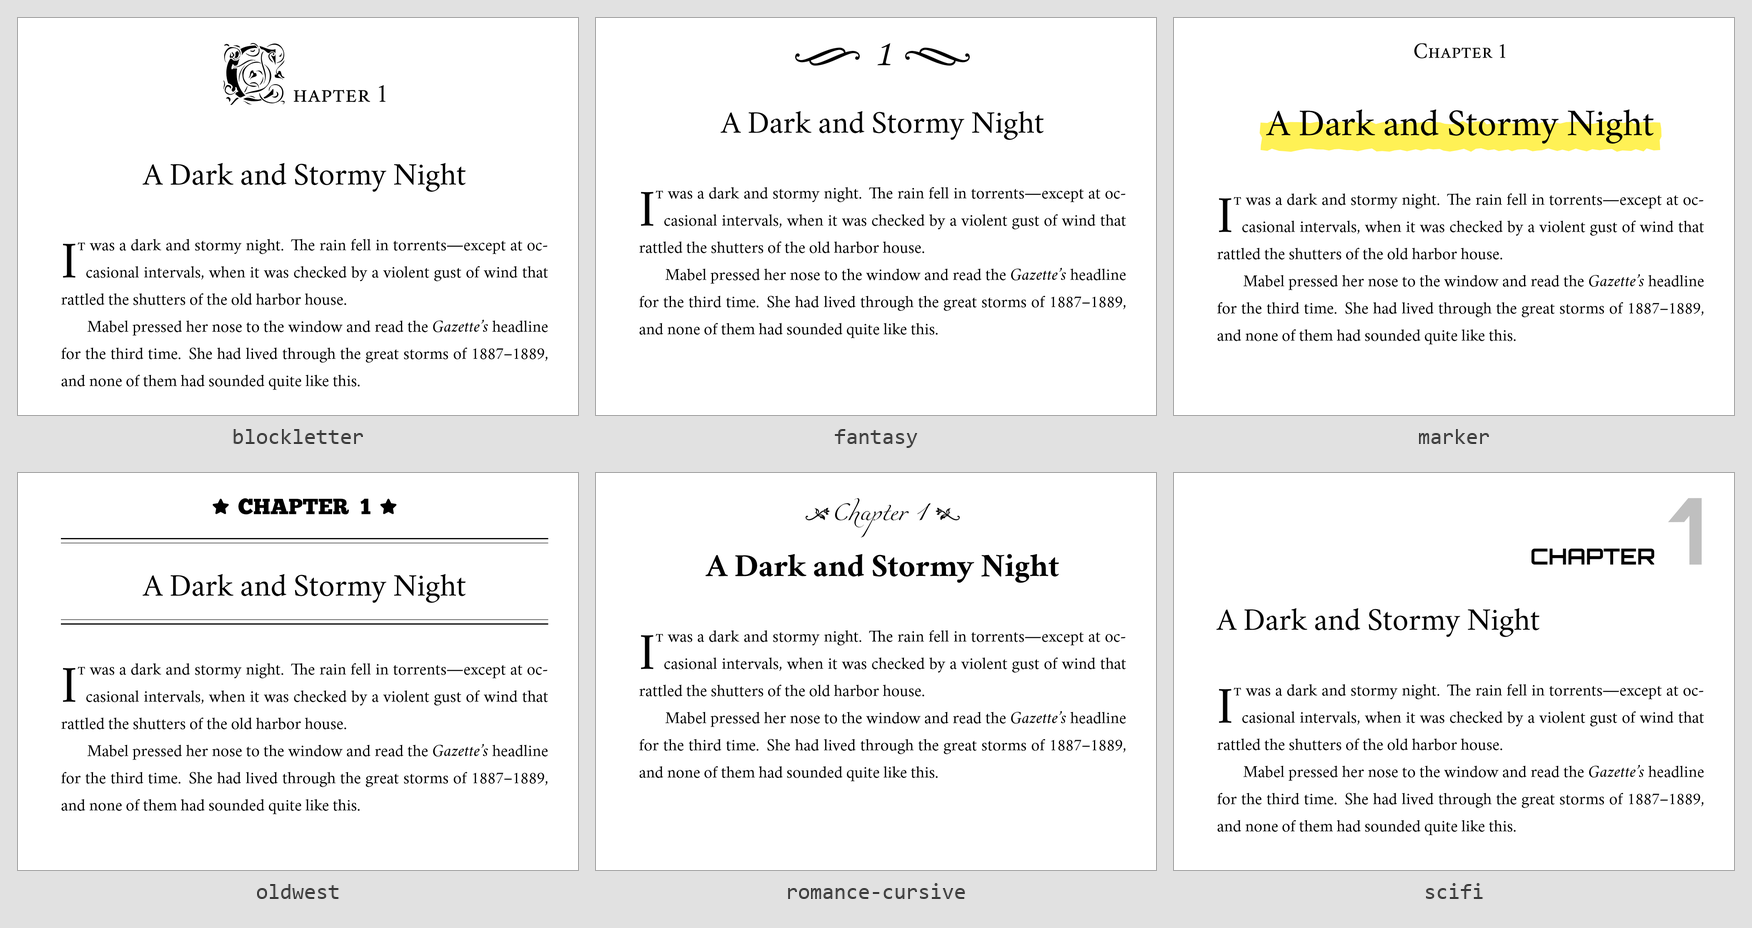 CHAPTER 1
A Dark and Stormy Night
IT was a dark and stormy night. The rain fell in torrents—except at oc-
casional intervals, when it was checked by a violent gust of wind that
rattled the shutters of the old harbor house.
Mabel pressed her nose to the window and read the Gazette’s headline
for the third time. She had lived through the great storms of 1887–1889,
and none of them had sounded quite like this.
blockletter
1
A Dark and Stormy Night
IT was a dark and stormy night. The rain fell in torrents—except at oc-
casional intervals, when it was checked by a violent gust of wind that
rattled the shutters of the old harbor house.
Mabel pressed her nose to the window and read the Gazette’s headline
for the third time. She had lived through the great storms of 1887–1889,
and none of them had sounded quite like this.
fantasy
CHAPTER 1
A Dark and Stormy Night
IT was a dark and stormy night. The rain fell in torrents—except at oc-
casional intervals, when it was checked by a violent gust of wind that
rattled the shutters of the old harbor house.
Mabel pressed her nose to the window and read the Gazette’s headline
for the third time. She had lived through the great storms of 1887–1889,
and none of them had sounded quite like this.
marker
★ CHAPTER 1 ★
A Dark and Stormy Night
IT was a dark and stormy night. The rain fell in torrents—except at oc-
casional intervals, when it was checked by a violent gust of wind that
rattled the shutters of the old harbor house.
Mabel pressed her nose to the window and read the Gazette’s headline
for the third time. She had lived through the great storms of 1887–1889,
and none of them had sounded quite like this.
oldwest
Chapter 1
A Dark and Stormy Night
IT was a dark and stormy night. The rain fell in torrents—except at oc-
casional intervals, when it was checked by a violent gust of wind that
rattled the shutters of the old harbor house.
Mabel pressed her nose to the window and read the Gazette’s headline
for the third time. She had lived through the great storms of 1887–1889,
and none of them had sounded quite like this.
romance-cursive
CHAPTER 1
A Dark and Stormy Night
IT was a dark and stormy night. The rain fell in torrents—except at oc-
casional intervals, when it was checked by a violent gust of wind that
rattled the shutters of the old harbor house.
Mabel pressed her nose to the window and read the Gazette’s headline
for the third time. She had lived through the great storms of 1887–1889,
and none of them had sounded quite like this.
scifi